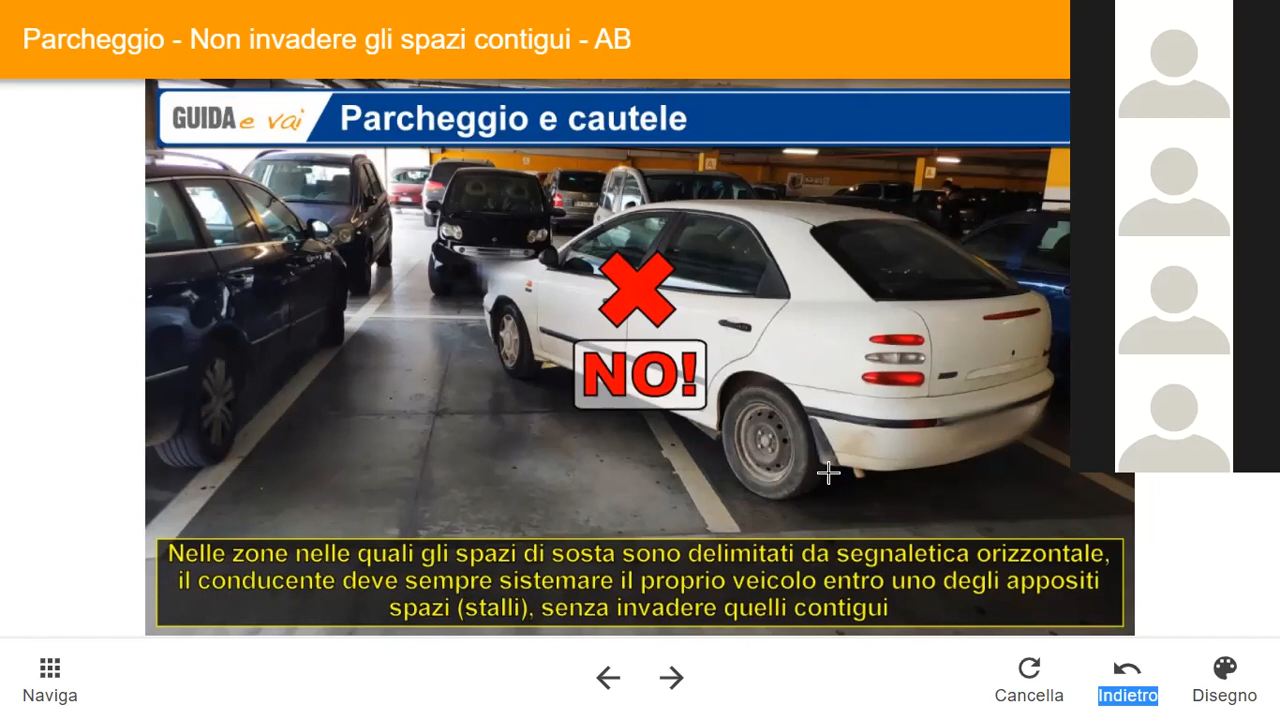 Parcheggio - Non invadere gli spazi contigui - AB
GUIDA e vai
Parcheggio e cautele
NO!
Nelle zone nelle quali gli spazi di sosta sono delimitati da segnaletica orizzontale,
il conducente deve sempre sistemare il proprio veicolo entro uno degli appositi
spazi (stalli), senza invadere quelli contigui
Naviga
Cancella
Indietro
Disegno